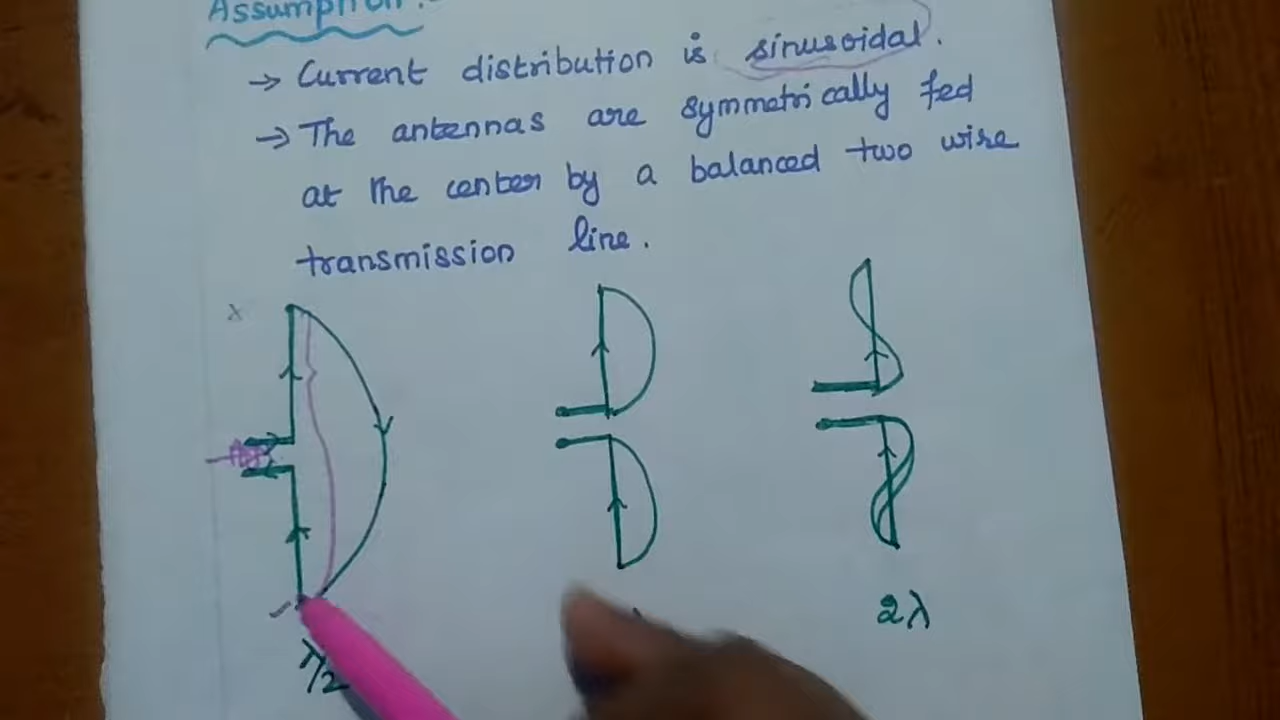 Assumption:
→ Current distribution is sinusoidal.
→ The antennas are symmetrically fed
at the center by a balanced two wire
transmission line.
x
λ/2
2λ